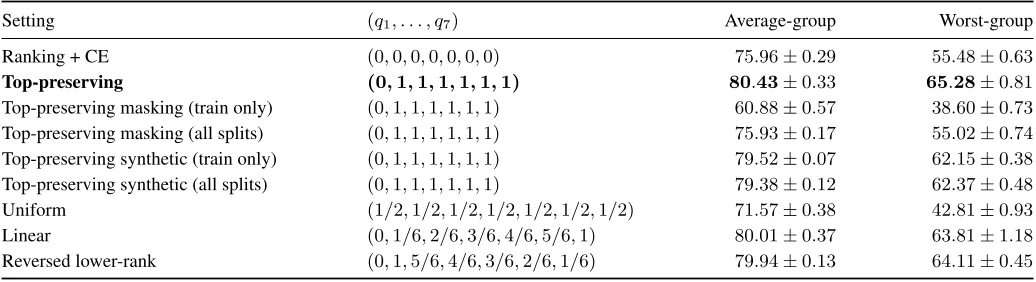 Setting (q1, . . . , q7) Average-group Worst-group
Ranking + CE (0, 0, 0, 0, 0, 0, 0) 75.96 ± 0.29 55.48 ± 0.63
Top-preserving (0, 1, 1, 1, 1, 1, 1) 80.43 ± 0.33 65.28 ± 0.81
Top-preserving masking (train only) (0, 1, 1, 1, 1, 1, 1) 60.88 ± 0.57 38.60 ± 0.73
Top-preserving masking (all splits) (0, 1, 1, 1, 1, 1, 1) 75.93 ± 0.17 55.02 ± 0.74
Top-preserving synthetic (train only) (0, 1, 1, 1, 1, 1, 1) 79.52 ± 0.07 62.15 ± 0.38
Top-preserving synthetic (all splits) (0, 1, 1, 1, 1, 1, 1) 79.38 ± 0.12 62.37 ± 0.48
Uniform (1/2, 1/2, 1/2, 1/2, 1/2, 1/2, 1/2) 71.57 ± 0.38 42.81 ± 0.93
Linear (0, 1/6, 2/6, 3/6, 4/6, 5/6, 1) 80.01 ± 0.37 63.81 ± 1.18
Reversed lower-rank (0, 1, 5/6, 4/6, 3/6, 2/6, 1/6) 79.94 ± 0.13 64.11 ± 0.45